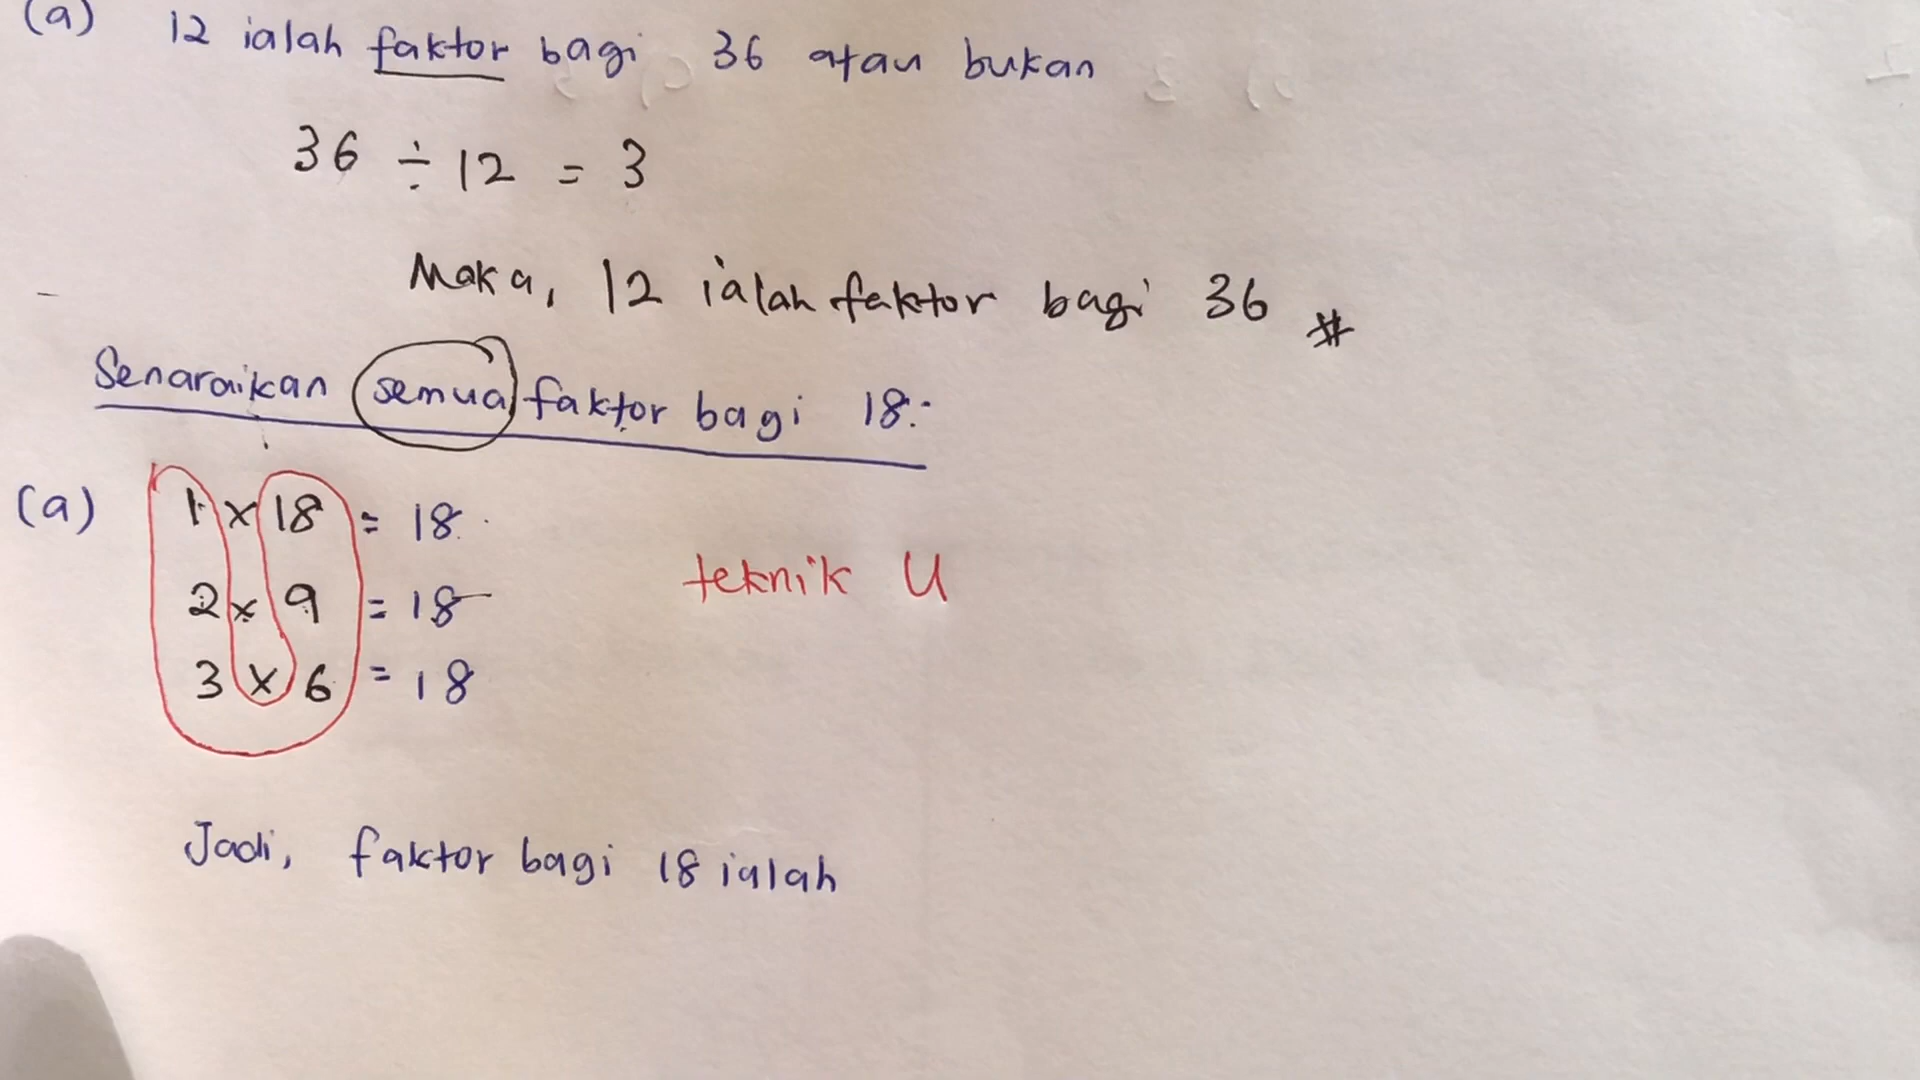 (a) 12 ialah faktor bagi 36 atau bukan
36 ÷ 12 = 3
Maka, 12 ialah faktor bagi 36 #
Senaraikan semua faktor bagi 18:
(a) 1 x 18 = 18
2 x 9 = 18
teknik U
3 x 6 = 18
Jadi, faktor bagi 18 ialah